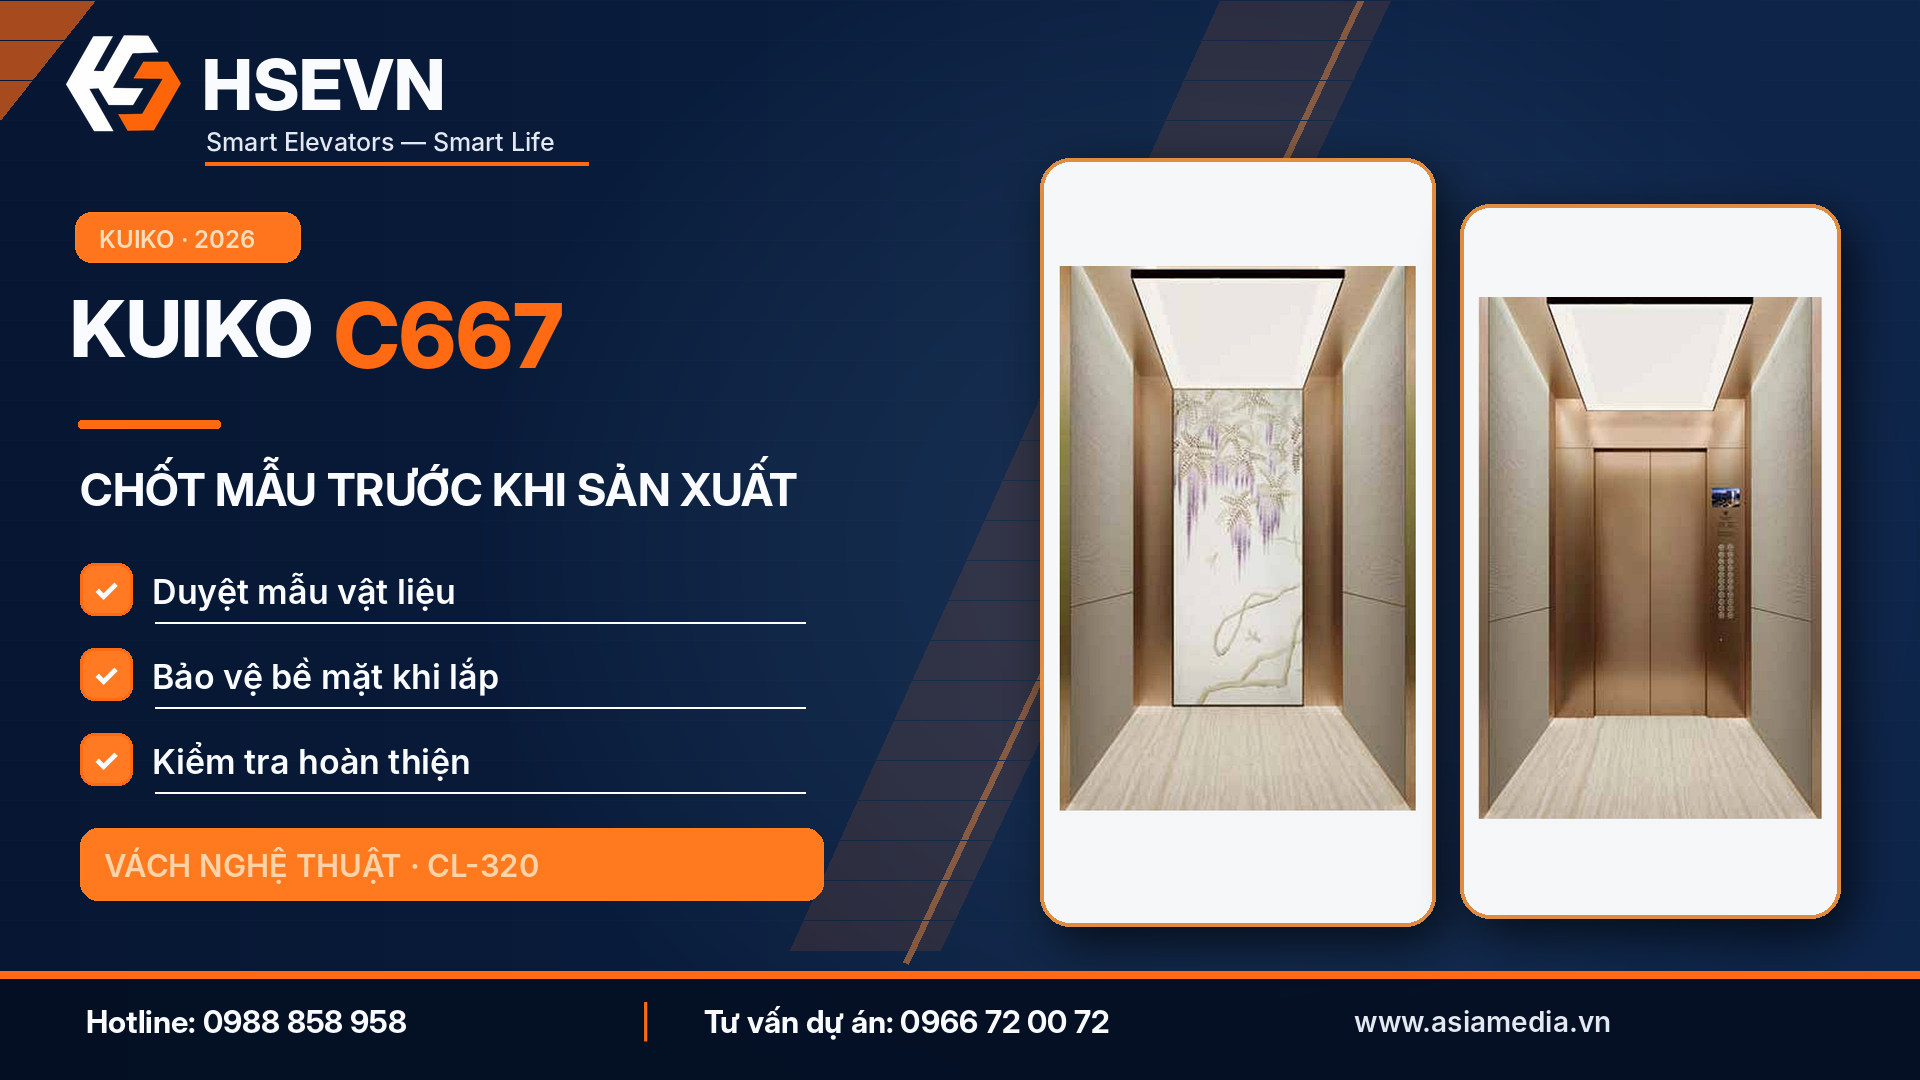 HSEVN
Smart Elevators — Smart Life
KUIKO · 2026
KUIKO C667
CHỐT MẪU TRƯỚC KHI SẢN XUẤT
Duyệt mẫu vật liệu
Bảo vệ bề mặt khi lắp
Kiểm tra hoàn thiện
VÁCH NGHỆ THUẬT · CL-320
Hotline: 0988 858 958
Tư vấn dự án: 0966 72 00 72
www.asiamedia.vn